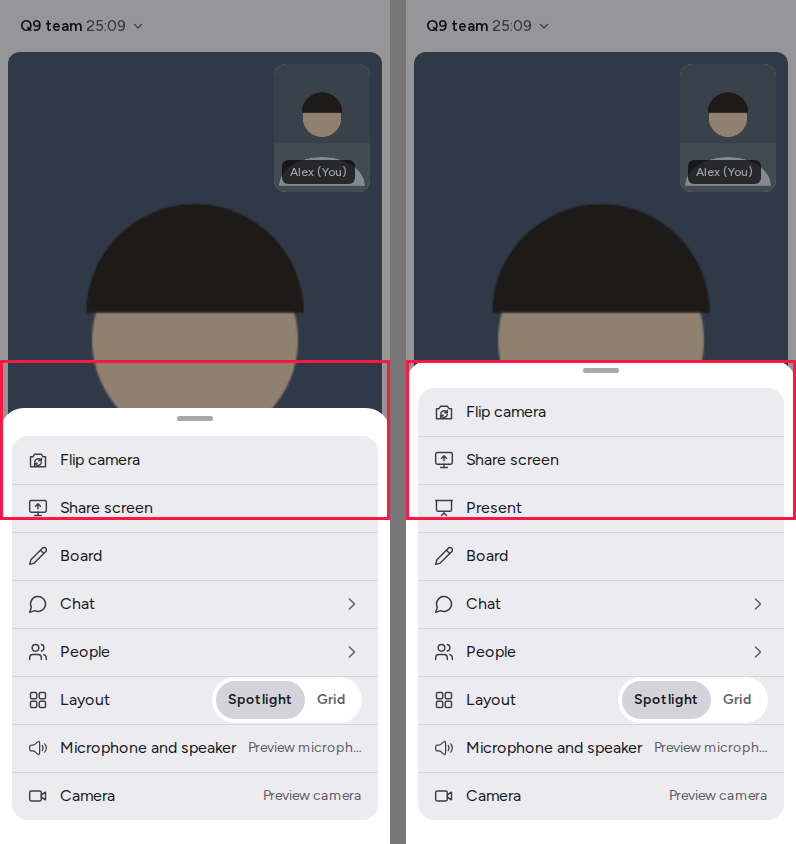 Q9 team 25:09
Alex (You)
Flip camera
Share screen
Board
Chat
People
Layout Spotlight Grid
Microphone and speaker Preview microph...
Camera Preview camera
Q9 team 25:09
Alex (You)
Flip camera
Share screen
Present
Board
Chat
People
Layout Spotlight Grid
Microphone and speaker Preview microph...
Camera Preview camera